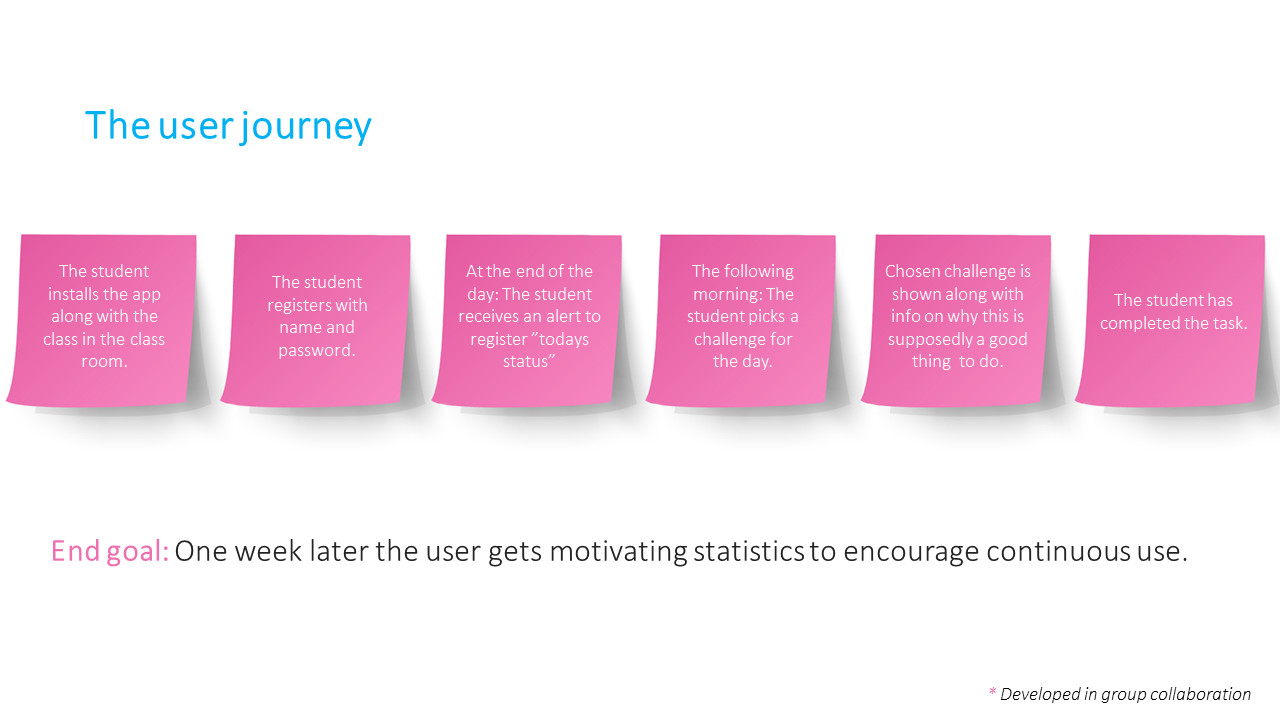 The user journey
The student
installs the app
along with the
class in the class
room.
The student
registers with
name and
password.
At the end of the
day: The student
receives an alert to
register ”todays
status”
The following
morning: The
student picks a
challenge for
the day.
Chosen challenge is
shown along with
info on why this is
supposedly a good
thing  to do.
The student has
completed the task.
End goal: One week later the user gets motivating statistics to encourage continuous use.
* Developed in group collaboration